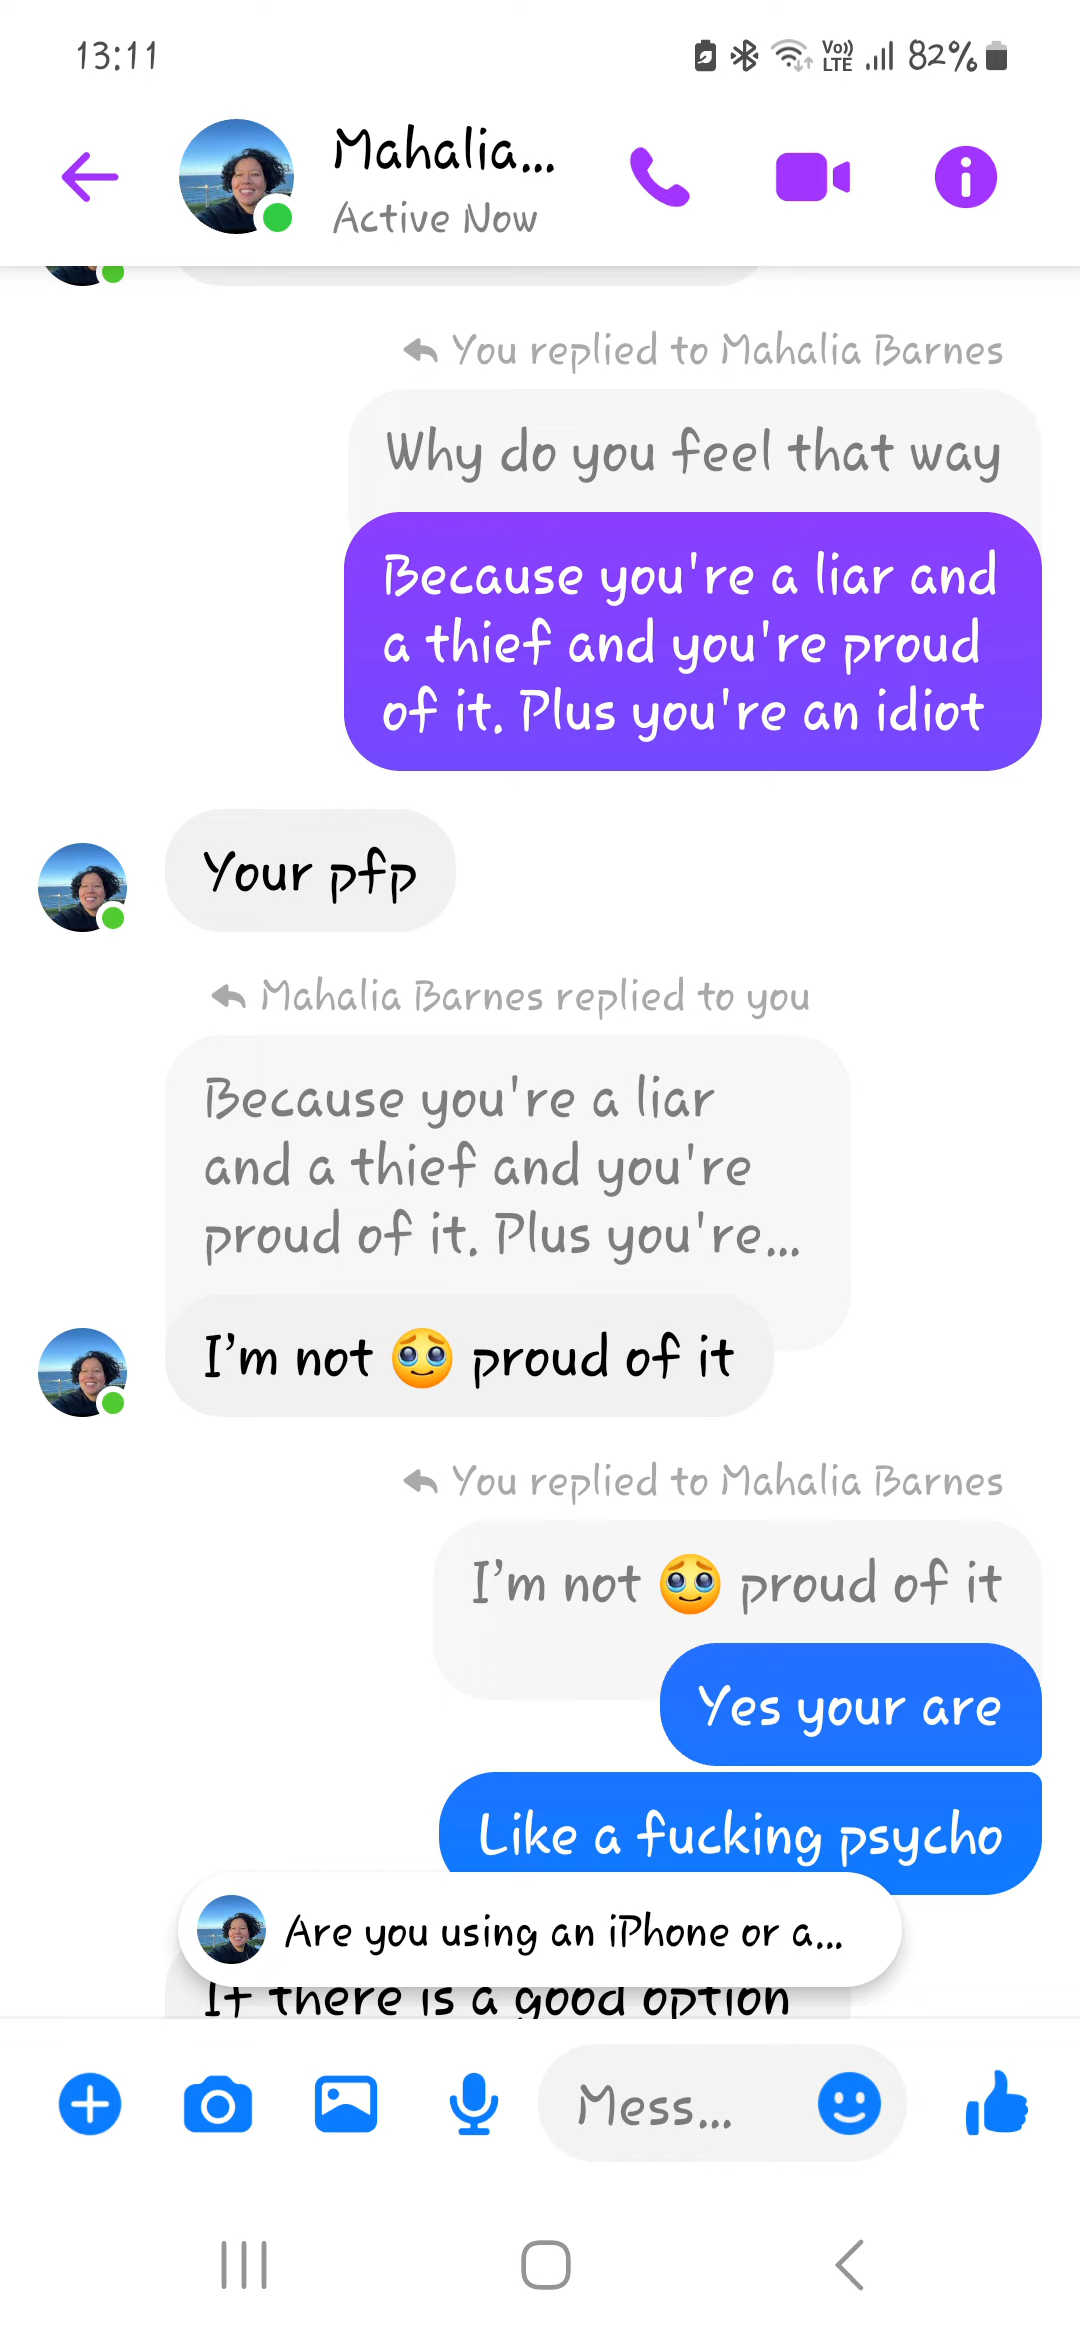 13:11
Vo))
LTE
82%
Mahalia...
Active Now
You replied to Mahalia Barnes
Why do you feel that way
Because you're a liar and
a thief and you're proud
of it. Plus you're an idiot
Your pfp
Mahalia Barnes replied to you
Because you're a liar
and a thief and you're
proud of it. Plus you're...
I'm not 🥹 proud of it
You replied to Mahalia Barnes
I'm not 🥹 proud of it
Yes your are
Like a fucking psycho
Are you using an iPhone or a...
If there is a good option
Mess...